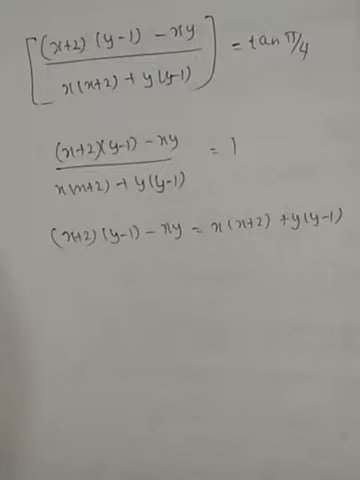 [(x+2)(y-1) - xy / x(x+2) + y(y-1)] = tan π/4
(x+2)(y-1) - xy / x(x+2) + y(y-1) = 1
(x+2)(y-1) - xy = x(x+2) + y(y-1)